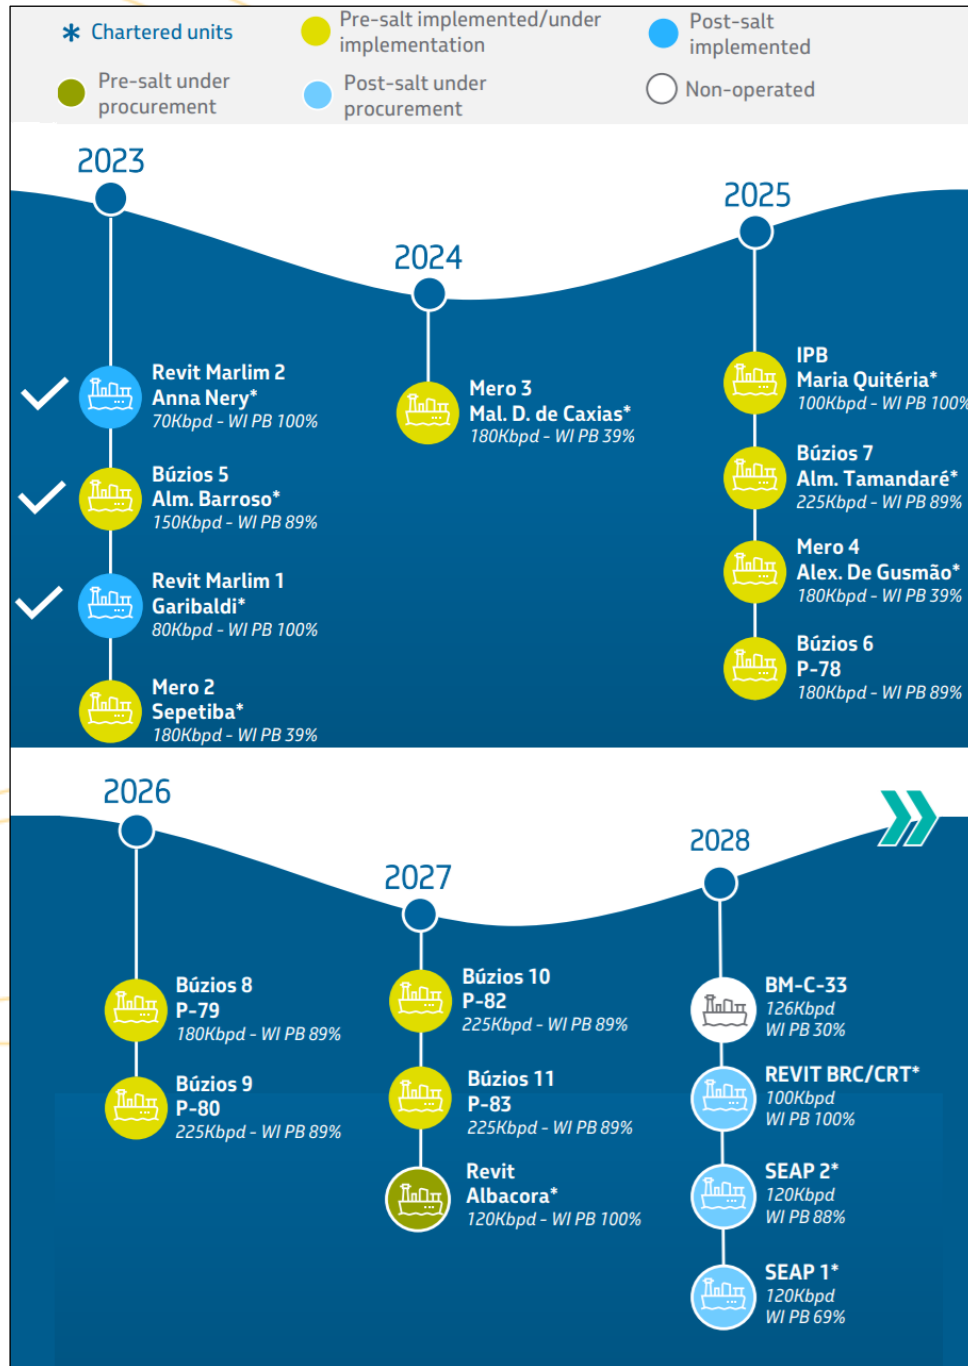 * Chartered units
Pre-salt implemented/under
implementation
Post-salt
implemented
Pre-salt under
procurement
Post-salt under
procurement
Non-operated
2023
Revit Marlim 2
Anna Nery*
70Kbpd - WI PB 100%
Búzios 5
Alm. Barroso*
150Kbpd - WI PB 89%
Revit Marlim 1
Garibaldi*
80Kbpd - WI PB 100%
Mero 2
Sepetiba*
180Kbpd - WI PB 39%
2024
Mero 3
Mal. D. de Caxias*
180Kbpd - WI PB 39%
2025
IPB
Maria Quitéria*
100Kbpd - WI PB 100%
Búzios 7
Alm. Tamandaré*
225Kbpd - WI PB 89%
Mero 4
Alex. De Gusmão*
180Kbpd - WI PB 39%
Búzios 6
P-78
180Kbpd - WI PB 89%
2026
Búzios 8
P-79
180Kbpd - WI PB 89%
Búzios 9
P-80
225Kbpd - WI PB 89%
2027
Búzios 10
P-82
225Kbpd - WI PB 89%
Búzios 11
P-83
225Kbpd - WI PB 89%
Revit
Albacora*
120Kbpd - WI PB 100%
2028
BM-C-33
126Kbpd
WI PB 30%
REVIT BRC/CRT*
100Kbpd
WI PB 100%
SEAP 2*
120Kbpd
WI PB 88%
SEAP 1*
120Kbpd
WI PB 69%